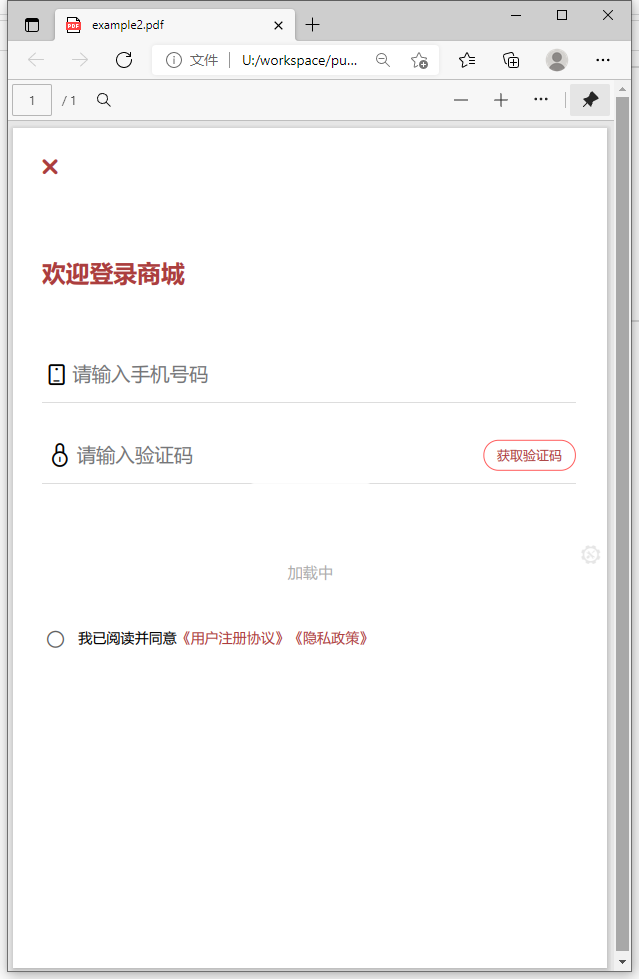 example2.pdf
文件 U:/workspace/pu...
1 / 1
欢迎登录商城
请输入手机号码
请输入验证码
获取验证码
加载中
我已阅读并同意《用户注册协议》《隐私政策》